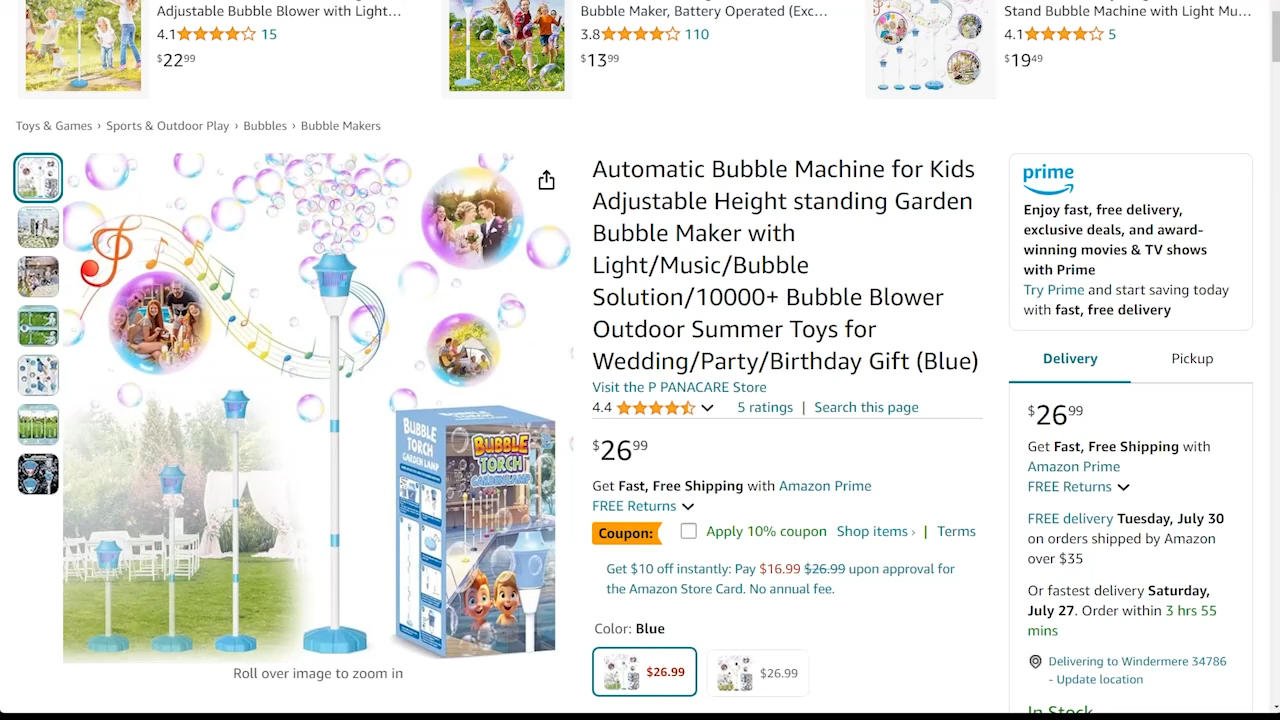 Adjustable Bubble Blower with Light…
4.1 15
$22.99
Bubble Maker, Battery Operated (Exc…
3.8 110
$13.99
Stand Bubble Machine with Light Mu…
4.1 5
$19.49
Toys & Games › Sports & Outdoor Play › Bubbles › Bubble Makers
Automatic Bubble Machine for Kids
Adjustable Height standing Garden
Bubble Maker with
Light/Music/Bubble
Solution/10000+ Bubble Blower
Outdoor Summer Toys for
Wedding/Party/Birthday Gift (Blue)
Visit the P PANACARE Store
4.4 5 ratings | Search this page
$26.99
Get Fast, Free Shipping with Amazon Prime
FREE Returns
Coupon: Apply 10% coupon Shop items › | Terms
Get $10 off instantly: Pay $16.99 $26.99 upon approval for
the Amazon Store Card. No annual fee.
Color: Blue
$26.99
$26.99
BUBBLE
TORCH
GARDEN LAMP
BUBBLE
TORCH
GARDEN LAMP
Roll over image to zoom in
prime
Enjoy fast, free delivery,
exclusive deals, and award-
winning movies & TV shows
with Prime
Try Prime and start saving today
with fast, free delivery
Delivery
Pickup
$26.99
Get Fast, Free Shipping with
Amazon Prime
FREE Returns
FREE delivery Tuesday, July 30
on orders shipped by Amazon
over $35
Or fastest delivery Saturday,
July 27. Order within 3 hrs 55
mins
Delivering to Windermere 34786
- Update location
In Stock